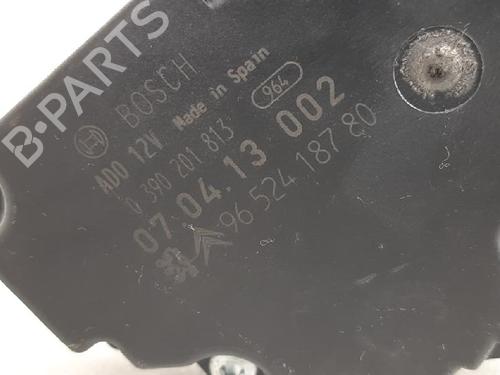 B-PARTS
BOSCH
ADO 12V Made in Spain
964
0 390 201 813
07.04.13 002
96 524 187 80